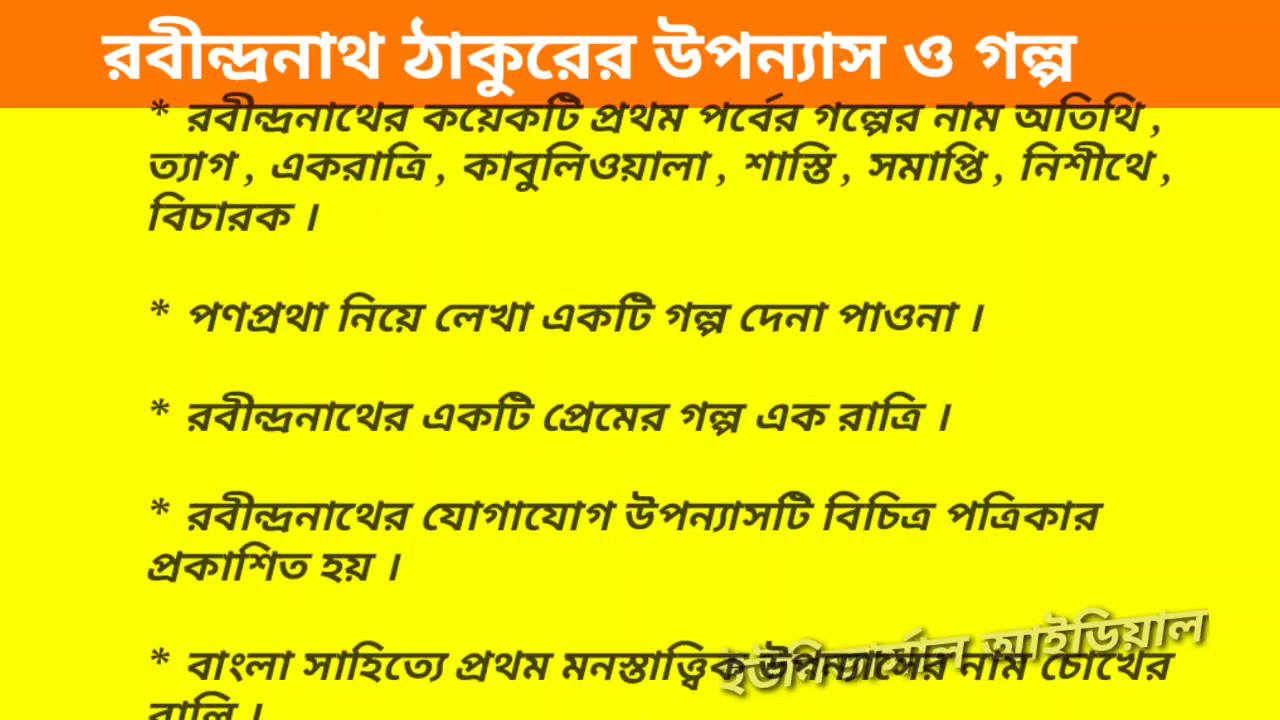 রবীন্দ্রনাথ ঠাকুরের উপন্যাস ও গল্প
* রবীন্দ্রনাথের কয়েকটি প্রথম পর্বের গল্পের নাম অতিথি ,
ত্যাগ , একরাত্রি , কাবুলিওয়ালা , শাস্তি , সমাপ্তি , নিশীথে ,
বিচারক ।
* পণপ্রথা নিয়ে লেখা একটি গল্প দেনা পাওনা ।
* রবীন্দ্রনাথের একটি প্রেমের গল্প এক রাত্রি ।
* রবীন্দ্রনাথের যোগাযোগ উপন্যাসটি বিচিত্র পত্রিকার
প্রকাশিত হয় ।
* বাংলা সাহিত্যে প্রথম মনস্তাত্ত্বিক উপন্যাসের নাম চোখের
বালি ।
ইউনিভার্সাল আইডিয়াল